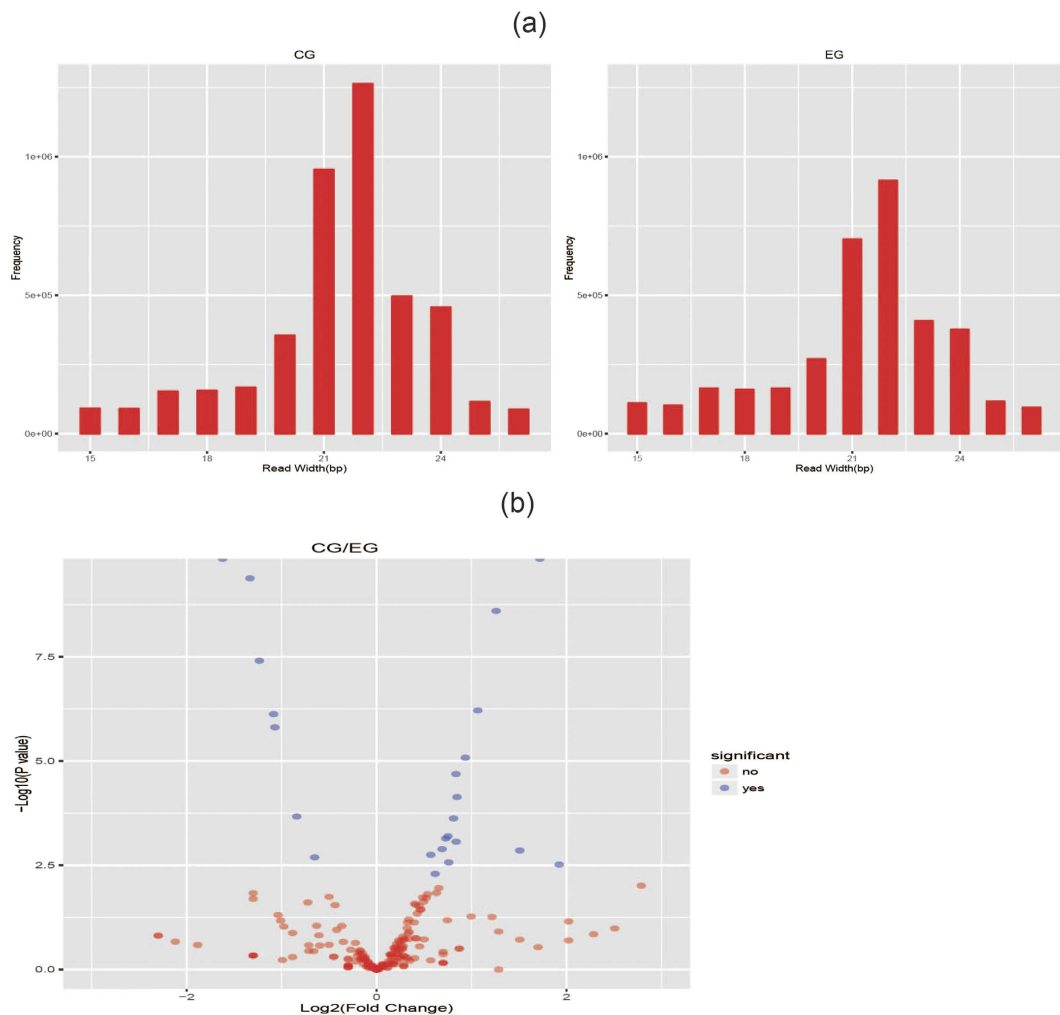 (a)
CG
EG
1e+06
5e+05
0e+00
Frequency
15
18
21
24
Read Width(bp)
1e+06
5e+05
0e+00
Frequency
15
18
21
24
Read Width(bp)
(b)
CG/EG
7.5
5.0
2.5
0.0
−Log10(P value)
−2
0
2
Log2(Fold Change)
significant
no
yes